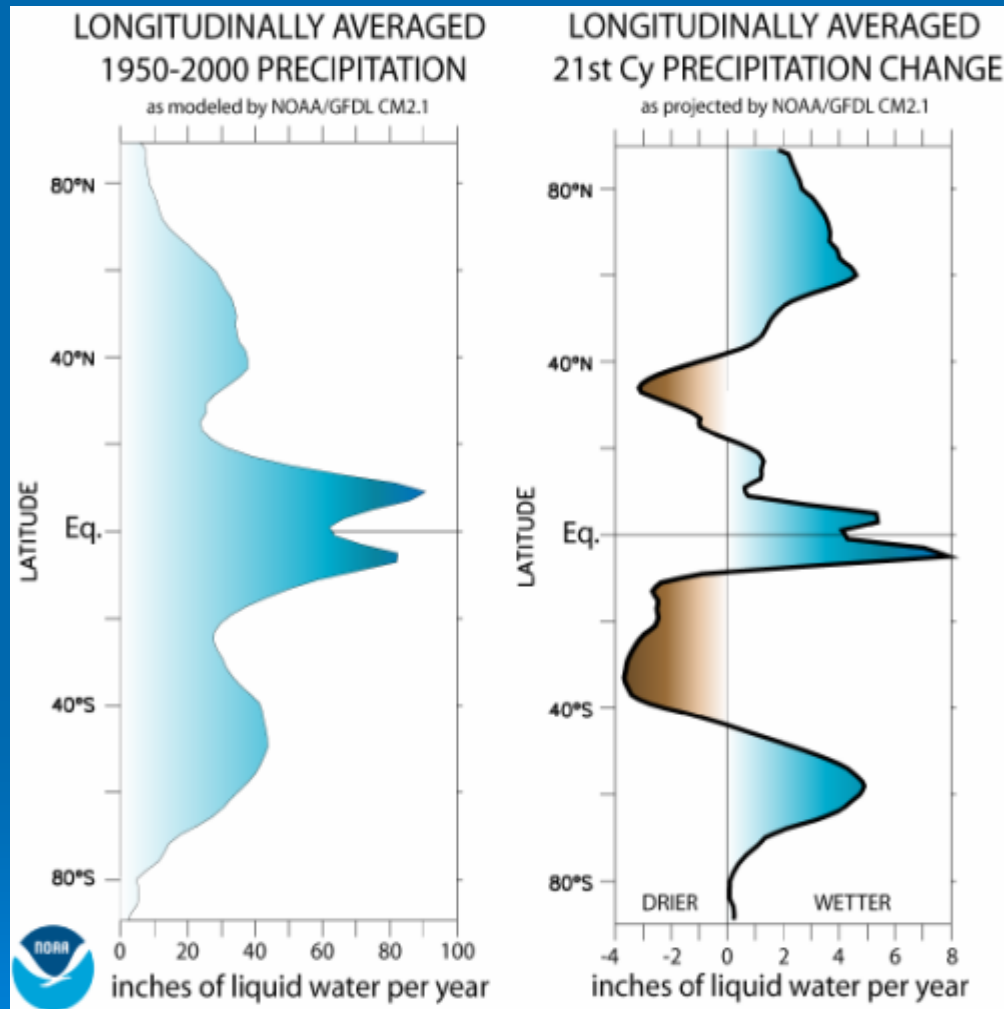 LONGITUDINALLY AVERAGED
1950-2000 PRECIPITATION
as modeled by NOAA/GFDL CM2.1
80°N
40°N
Eq.
40°S
80°S
LATITUDE
0 20 40 60 80 100
inches of liquid water per year
NOAA
LONGITUDINALLY AVERAGED
21st Cy PRECIPITATION CHANGE
as projected by NOAA/GFDL CM2.1
80°N
40°N
Eq.
40°S
80°S
LATITUDE
DRIER WETTER
-4 -2 0 2 4 6 8
inches of liquid water per year